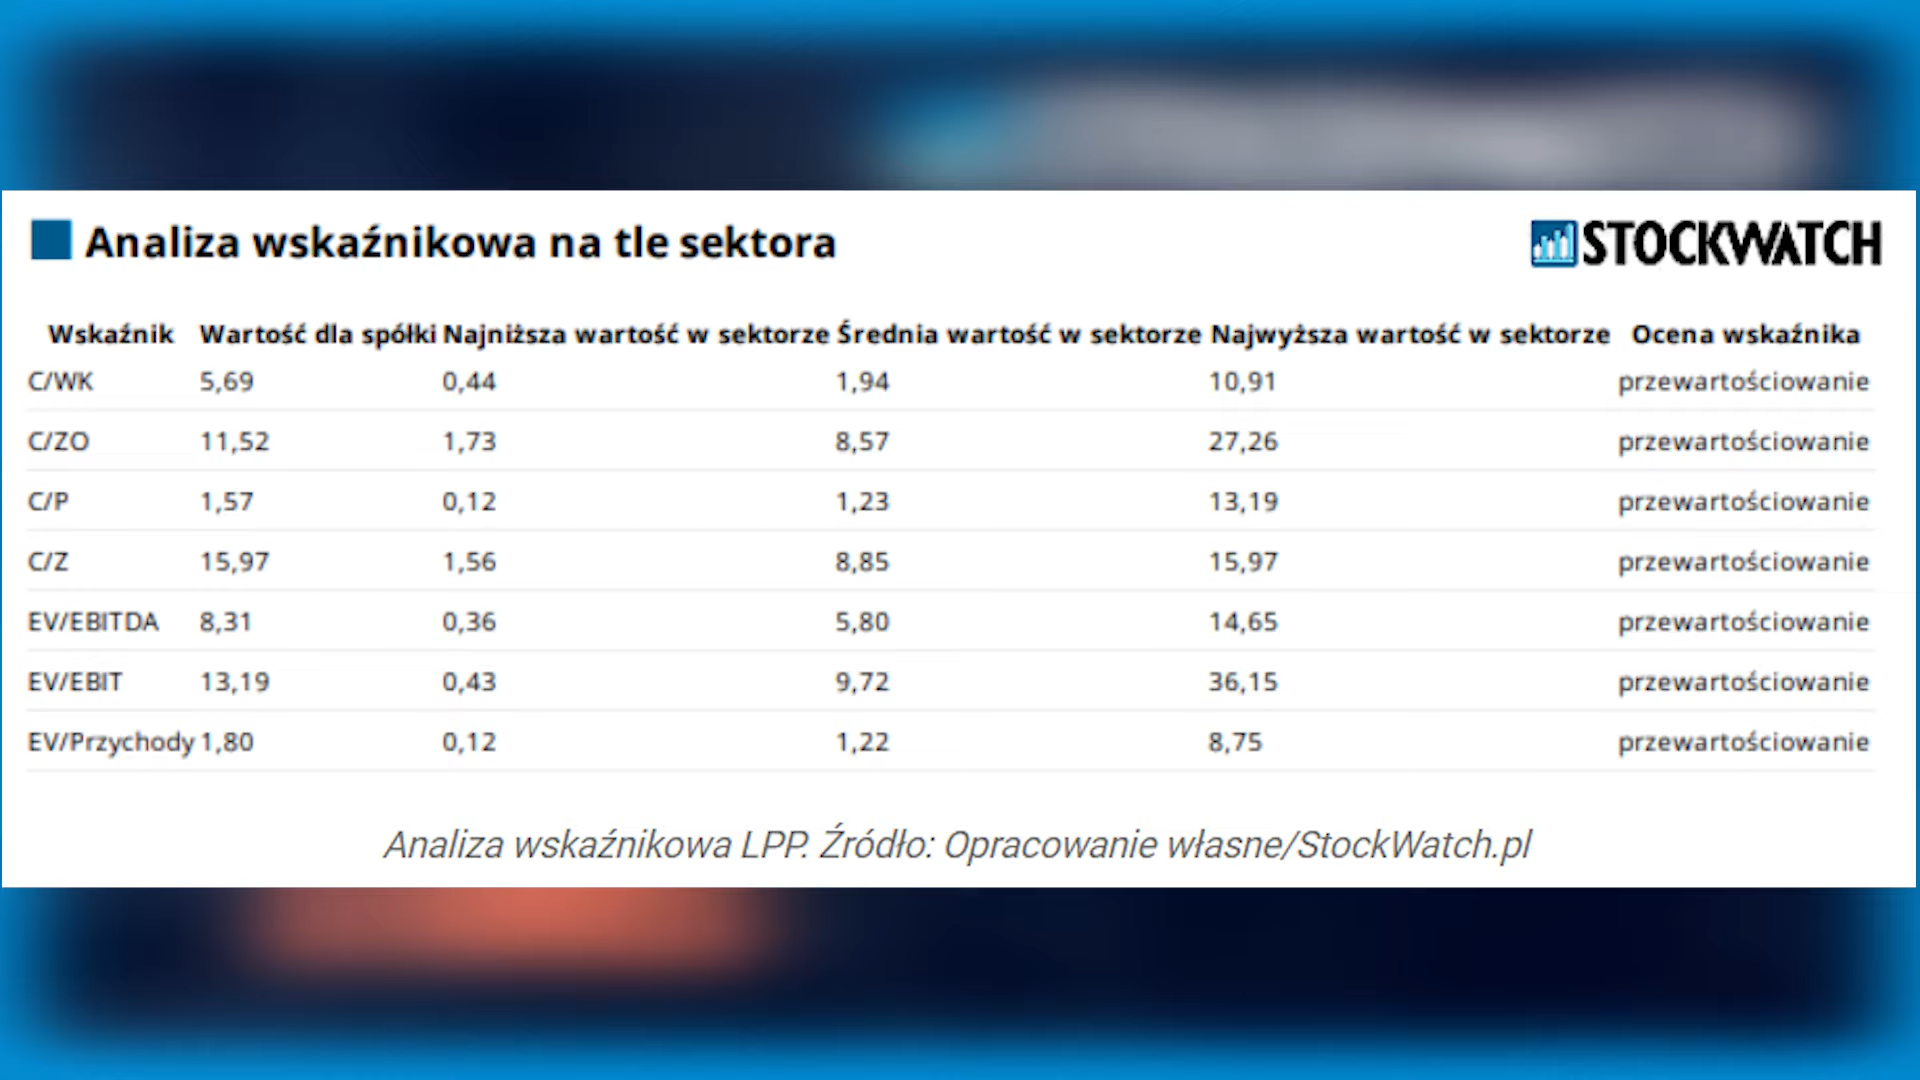 Analiza wskaźnikowa na tle sektora
STOCKWATCH
Wskaźnik Wartość dla spółki Najniższa wartość w sektorze Średnia wartość w sektorze Najwyższa wartość w sektorze Ocena wskaźnika
C/WK 5,69 0,44 1,94 10,91 przewartościowanie
C/ZO 11,52 1,73 8,57 27,26 przewartościowanie
C/P 1,57 0,12 1,23 13,19 przewartościowanie
C/Z 15,97 1,56 8,85 15,97 przewartościowanie
EV/EBITDA 8,31 0,36 5,80 14,65 przewartościowanie
EV/EBIT 13,19 0,43 9,72 36,15 przewartościowanie
EV/Przychody 1,80 0,12 1,22 8,75 przewartościowanie
Analiza wskaźnikowa LPP. Źródło: Opracowanie własne/StockWatch.pl